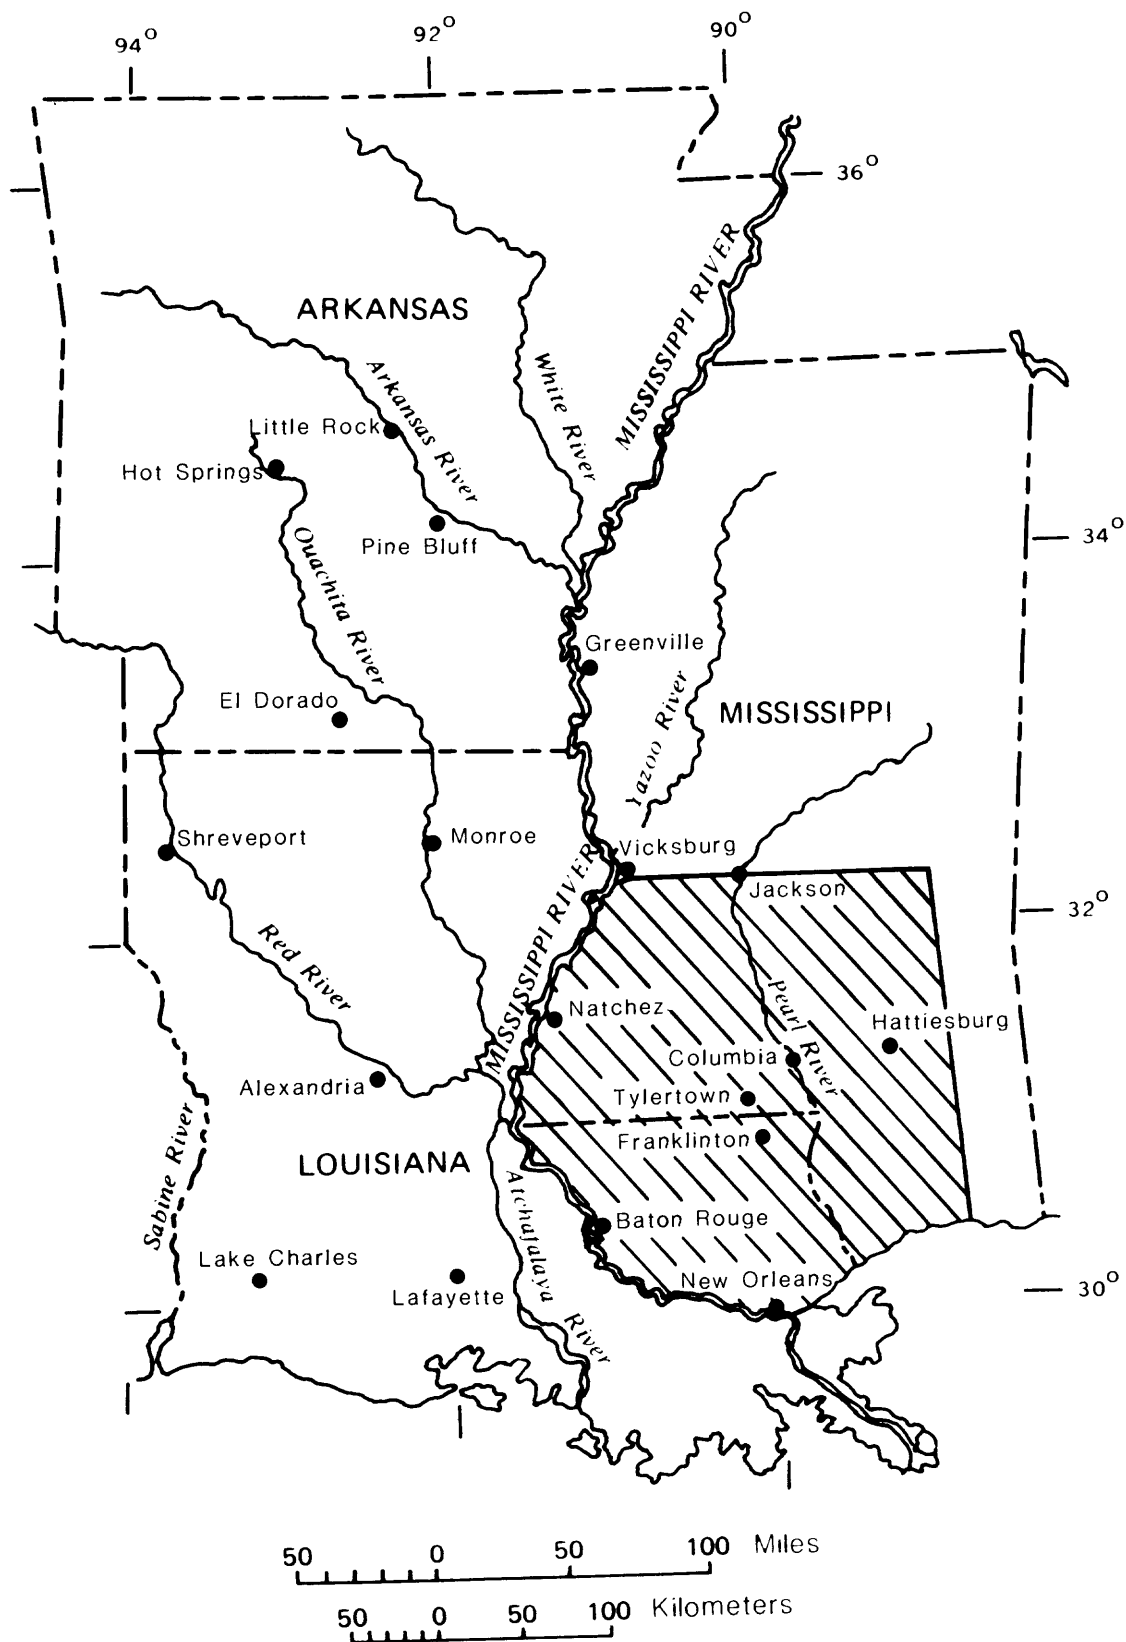 94°
92°
90°
36°
MISSISSIPPI RIVER
ARKANSAS
White River
Arkansas River
Little Rock
Hot Springs
34°
Pine Bluff
Ouachita River
Greenville
El Dorado
Yazoo River
MISSISSIPPI
Shreveport
Monroe
Vicksburg
Jackson
MISSISSIPPI RIVER
32°
Red River
Natchez
Pearl River
Hattiesburg
Columbia
Alexandria
Tylertown
Franklinton
LOUISIANA
Sabine River
Atchafalaya River
Baton Rouge
Lake Charles
New Orleans
Lafayette
30°
50 0 50 100 Miles
50 0 50 100 Kilometers